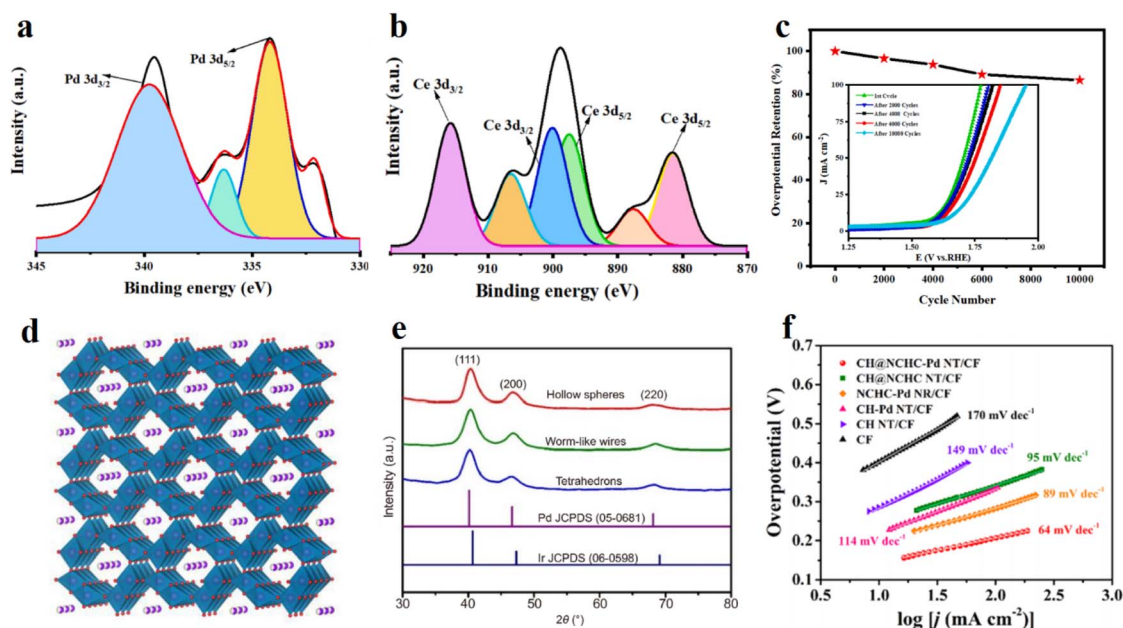 a
Pd 3d3/2
Pd 3d5/2
Intensity (a.u.)
345
340
335
330
Binding energy (eV)
b
Ce 3d3/2
Ce 3d3/2
Ce 3d5/2
Ce 3d5/2
Intensity (a.u.)
920
910
900
890
880
870
Binding energy (eV)
c
Overpotential Retention (%)
100
80
60
40
20
0
0
2000
4000
6000
8000
10000
Cycle Number
J (mA cm-2)
100
75
50
25
0
1st Cycle
After 2000 Cycles
After 4000 Cycles
After 6000 Cycles
After 10000 Cycles
1.25
1.50
1.75
2.00
E (V vs.RHE)
d
e
(111)
(200)
(220)
Hollow spheres
Worm-like wires
Tetrahedrons
Pd JCPDS (05-0681)
Ir JCPDS (06-0598)
Intensity (a.u.)
30
40
50
60
70
80
2θ (°)
f
Overpotential (V)
0.7
0.6
0.5
0.4
0.3
0.2
0.1
CH@NCHC-Pd NT/CF
CH@NCHC NT/CF
NCHC-Pd NR/CF
CH-Pd NT/CF
CH NT/CF
CF
170 mV dec-1
149 mV dec-1
95 mV dec-1
89 mV dec-1
114 mV dec-1
64 mV dec-1
0.5
1.0
1.5
2.0
2.5
3.0
log [j (mA cm-2)]